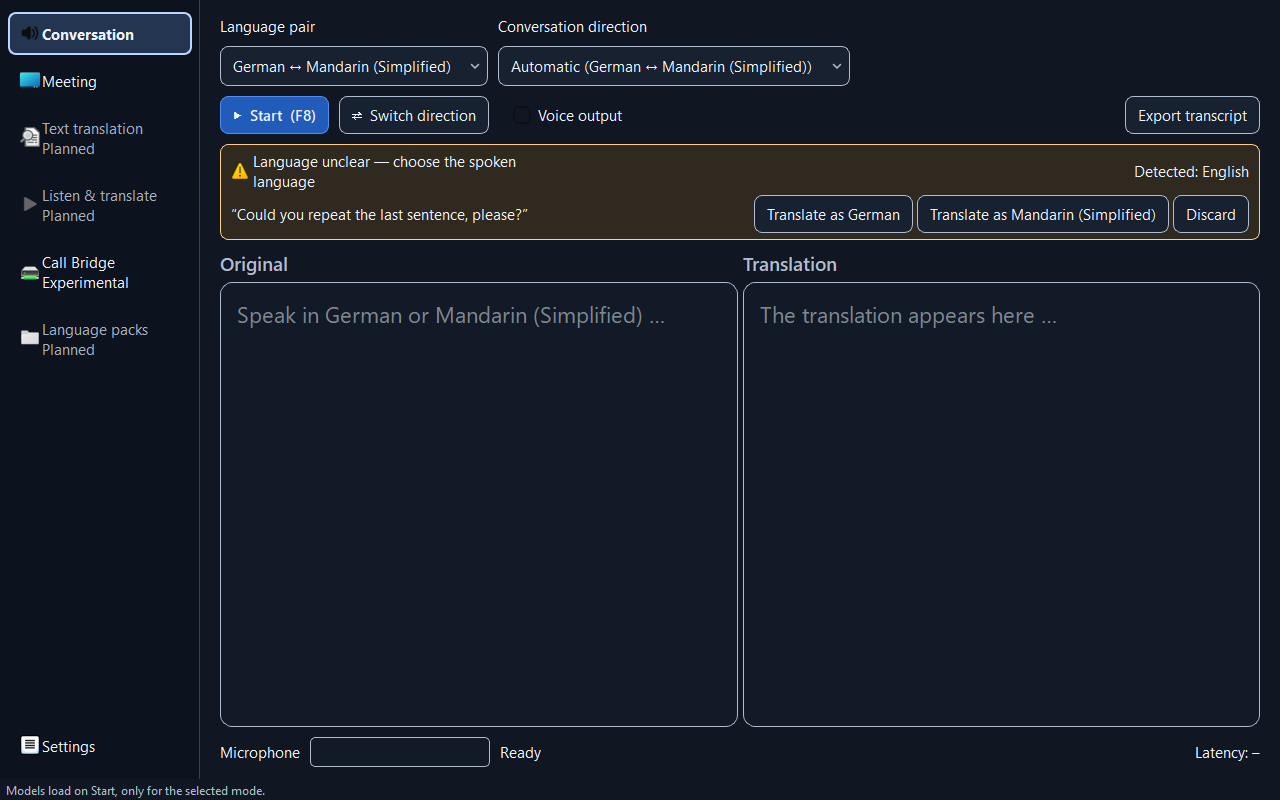 Conversation
Meeting
Text translation
Planned
Listen & translate
Planned
Call Bridge
Experimental
Language packs
Planned
Settings
Language pair
Conversation direction
German ↔ Mandarin (Simplified)
Automatic (German ↔ Mandarin (Simplified))
Start (F8)
⇄ Switch direction
Voice output
Export transcript
Language unclear — choose the spoken
language
Detected: English
“Could you repeat the last sentence, please?”
Translate as German
Translate as Mandarin (Simplified)
Discard
Original
Translation
Speak in German or Mandarin (Simplified) ...
The translation appears here ...
Microphone
Ready
Latency: –
Models load on Start, only for the selected mode.